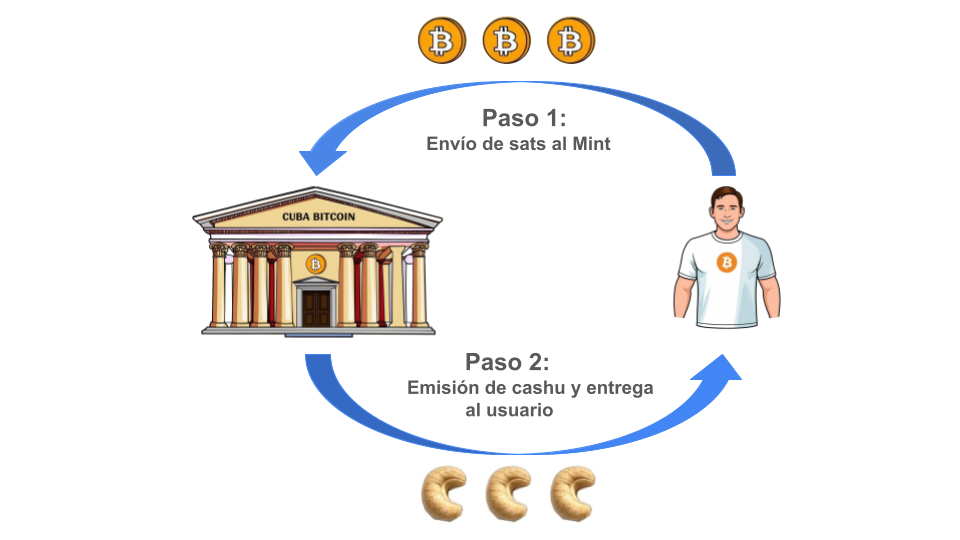 Paso 1:
Envío de sats al Mint
CUBA BITCOIN
Paso 2:
Emisión de cashu y entrega
al usuario